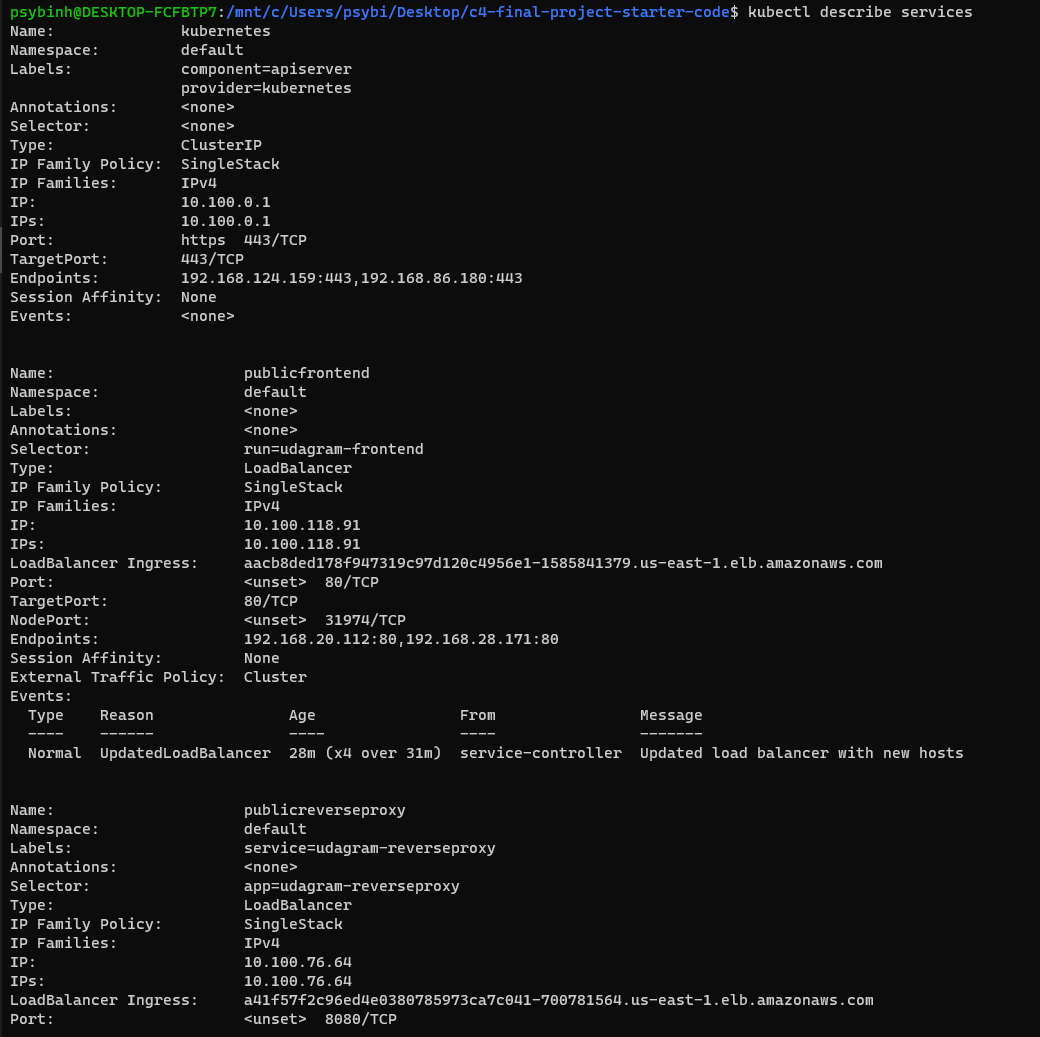 psybinh@DESKTOP-FCFBTP7:/mnt/c/Users/psybi/Desktop/c4-final-project-starter-code$ kubectl describe services
Name:              kubernetes
Namespace:         default
Labels:            component=apiserver
                   provider=kubernetes
Annotations:       <none>
Selector:          <none>
Type:              ClusterIP
IP Family Policy:  SingleStack
IP Families:       IPv4
IP:                10.100.0.1
IPs:               10.100.0.1
Port:              https  443/TCP
TargetPort:        443/TCP
Endpoints:         192.168.124.159:443,192.168.86.180:443
Session Affinity:  None
Events:            <none>

Name:                     publicfrontend
Namespace:                default
Labels:                   <none>
Annotations:              <none>
Selector:                 run=udagram-frontend
Type:                     LoadBalancer
IP Family Policy:         SingleStack
IP Families:              IPv4
IP:                       10.100.118.91
IPs:                      10.100.118.91
LoadBalancer Ingress:     aacb8ded178f947319c97d120c4956e1-1585841379.us-east-1.elb.amazonaws.com
Port:                     <unset>  80/TCP
TargetPort:               80/TCP
NodePort:                 <unset>  31974/TCP
Endpoints:                192.168.20.112:80,192.168.28.171:80
Session Affinity:         None
External Traffic Policy:  Cluster
Events:
  Type    Reason               Age                From                Message
  ----    ------               ----               ----                -------
  Normal  UpdatedLoadBalancer  28m (x4 over 31m)  service-controller  Updated load balancer with new hosts

Name:                     publicreverseproxy
Namespace:                default
Labels:                   service=udagram-reverseproxy
Annotations:              <none>
Selector:                 app=udagram-reverseproxy
Type:                     LoadBalancer
IP Family Policy:         SingleStack
IP Families:              IPv4
IP:                       10.100.76.64
IPs:                      10.100.76.64
LoadBalancer Ingress:     a41f57f2c96ed4e0380785973ca7c041-700781564.us-east-1.elb.amazonaws.com
Port:                     <unset>  8080/TCP